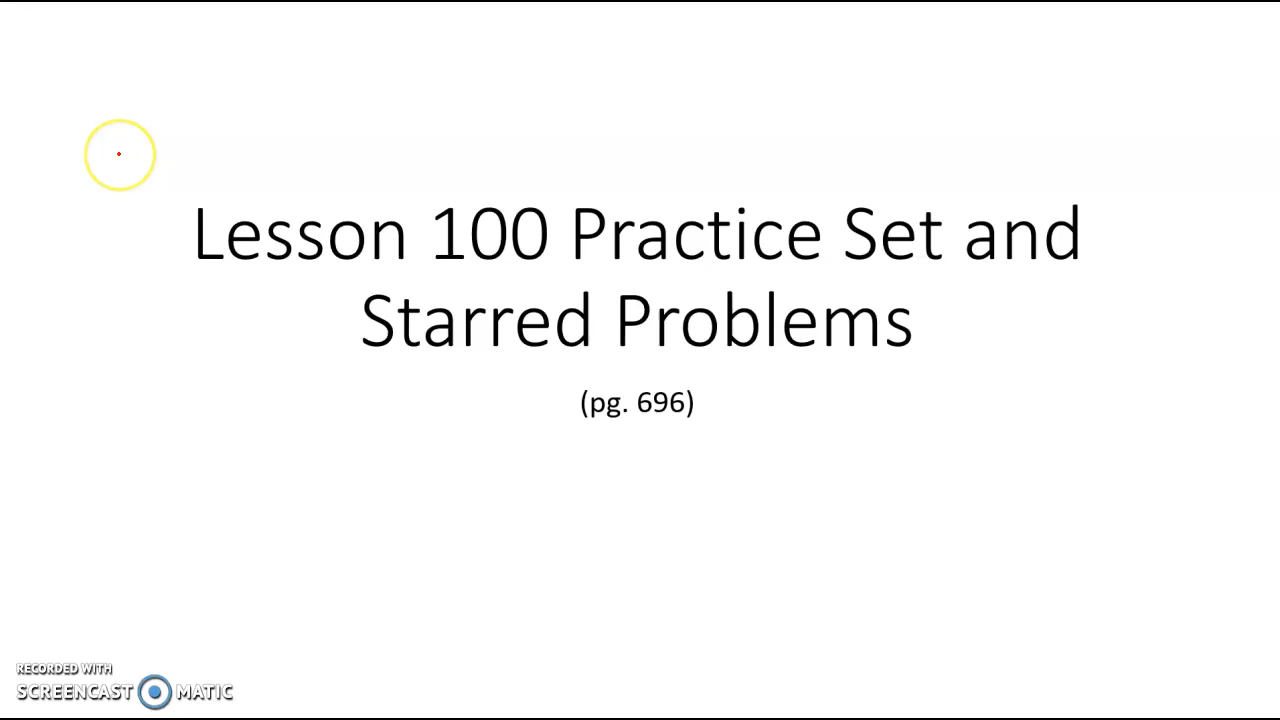 Lesson 100 Practice Set and
Starred Problems
(pg. 696)
RECORDED WITH
SCREENCAST MATIC